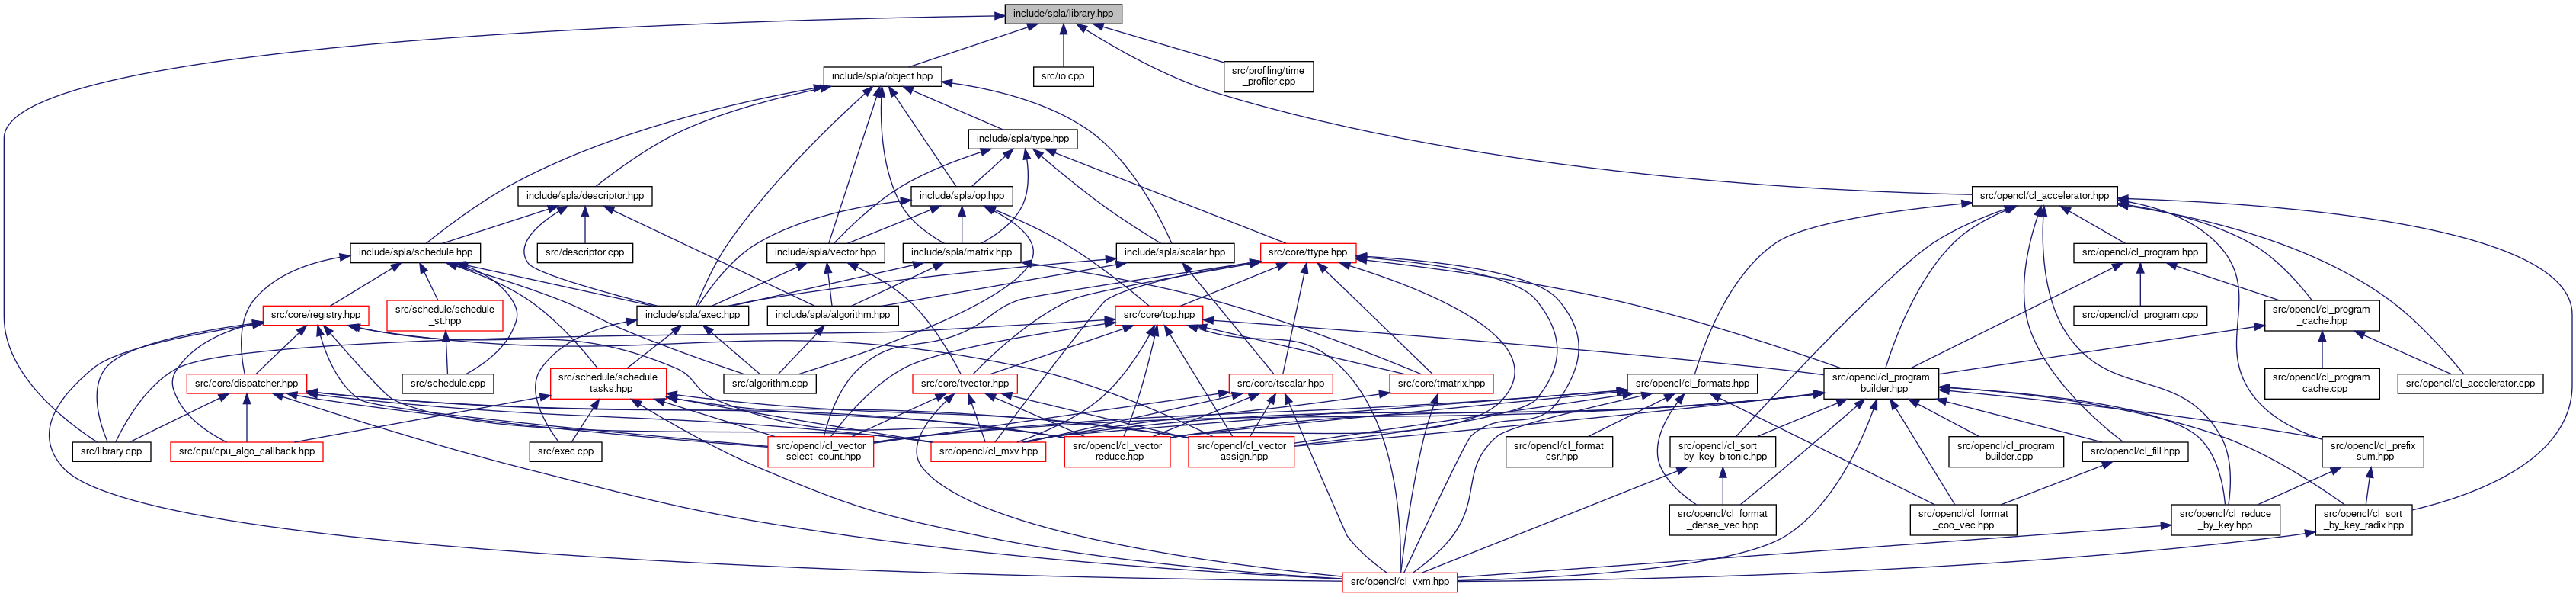 include/spla/library.hpp
include/spla/object.hpp
src/io.cpp
src/profiling/time
_profiler.cpp
include/spla/type.hpp
include/spla/descriptor.hpp
include/spla/op.hpp
src/opencl/cl_accelerator.hpp
include/spla/schedule.hpp
src/descriptor.cpp
include/spla/vector.hpp
include/spla/matrix.hpp
include/spla/scalar.hpp
src/core/ttype.hpp
src/opencl/cl_program.hpp
src/core/registry.hpp
src/schedule/schedule
_st.hpp
include/spla/exec.hpp
include/spla/algorithm.hpp
src/core/top.hpp
src/opencl/cl_program.cpp
src/opencl/cl_program
_cache.hpp
src/core/dispatcher.hpp
src/schedule.cpp
src/schedule/schedule
_tasks.hpp
src/algorithm.cpp
src/core/tvector.hpp
src/core/tscalar.hpp
src/core/tmatrix.hpp
src/opencl/cl_formats.hpp
src/opencl/cl_program
_builder.hpp
src/opencl/cl_program
_cache.cpp
src/opencl/cl_accelerator.cpp
src/library.cpp
src/cpu/cpu_algo_callback.hpp
src/exec.cpp
src/opencl/cl_vector
_select_count.hpp
src/opencl/cl_mxv.hpp
src/opencl/cl_vector
_reduce.hpp
src/opencl/cl_vector
_assign.hpp
src/opencl/cl_format
_csr.hpp
src/opencl/cl_sort
_by_key_bitonic.hpp
src/opencl/cl_program
_builder.cpp
src/opencl/cl_fill.hpp
src/opencl/cl_prefix
_sum.hpp
src/opencl/cl_format
_dense_vec.hpp
src/opencl/cl_format
_coo_vec.hpp
src/opencl/cl_reduce
_by_key.hpp
src/opencl/cl_sort
_by_key_radix.hpp
src/opencl/cl_vxm.hpp